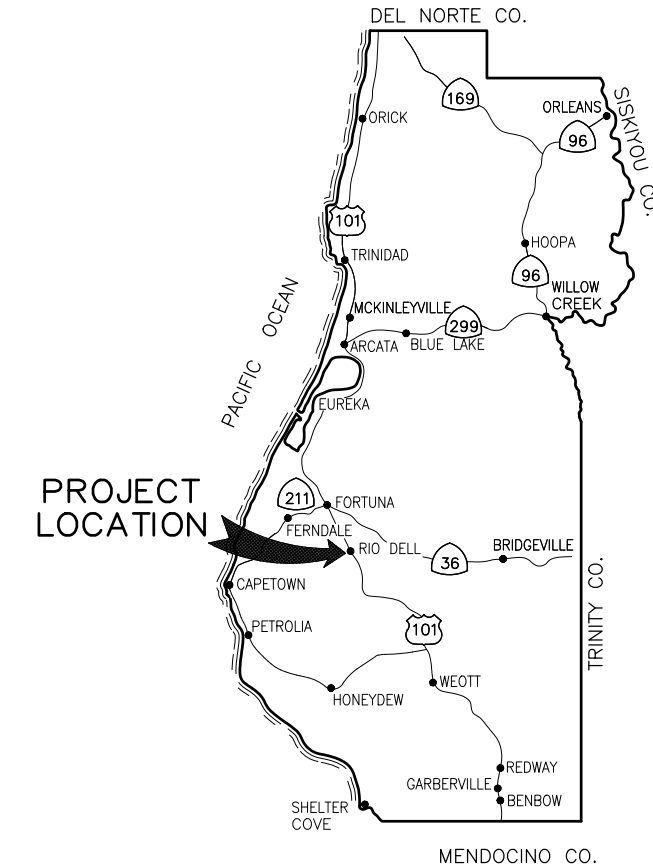 DEL NORTE CO.
169
ORLEANS
SISKIYOU CO.
ORICK
96
101
HOOPA
TRINIDAD
96
WILLOW
CREEK
PACIFIC OCEAN
MCKINLEYVILLE
299
ARCATA
BLUE LAKE
EUREKA
PROJECT
LOCATION
211
FORTUNA
FERNDALE
RIO DELL
36
BRIDGEVILLE
CAPETOWN
TRINITY CO.
PETROLIA
101
WEOTT
HONEYDEW
REDWAY
GARBERVILLE
BENBOW
SHELTER
COVE
MENDOCINO CO.